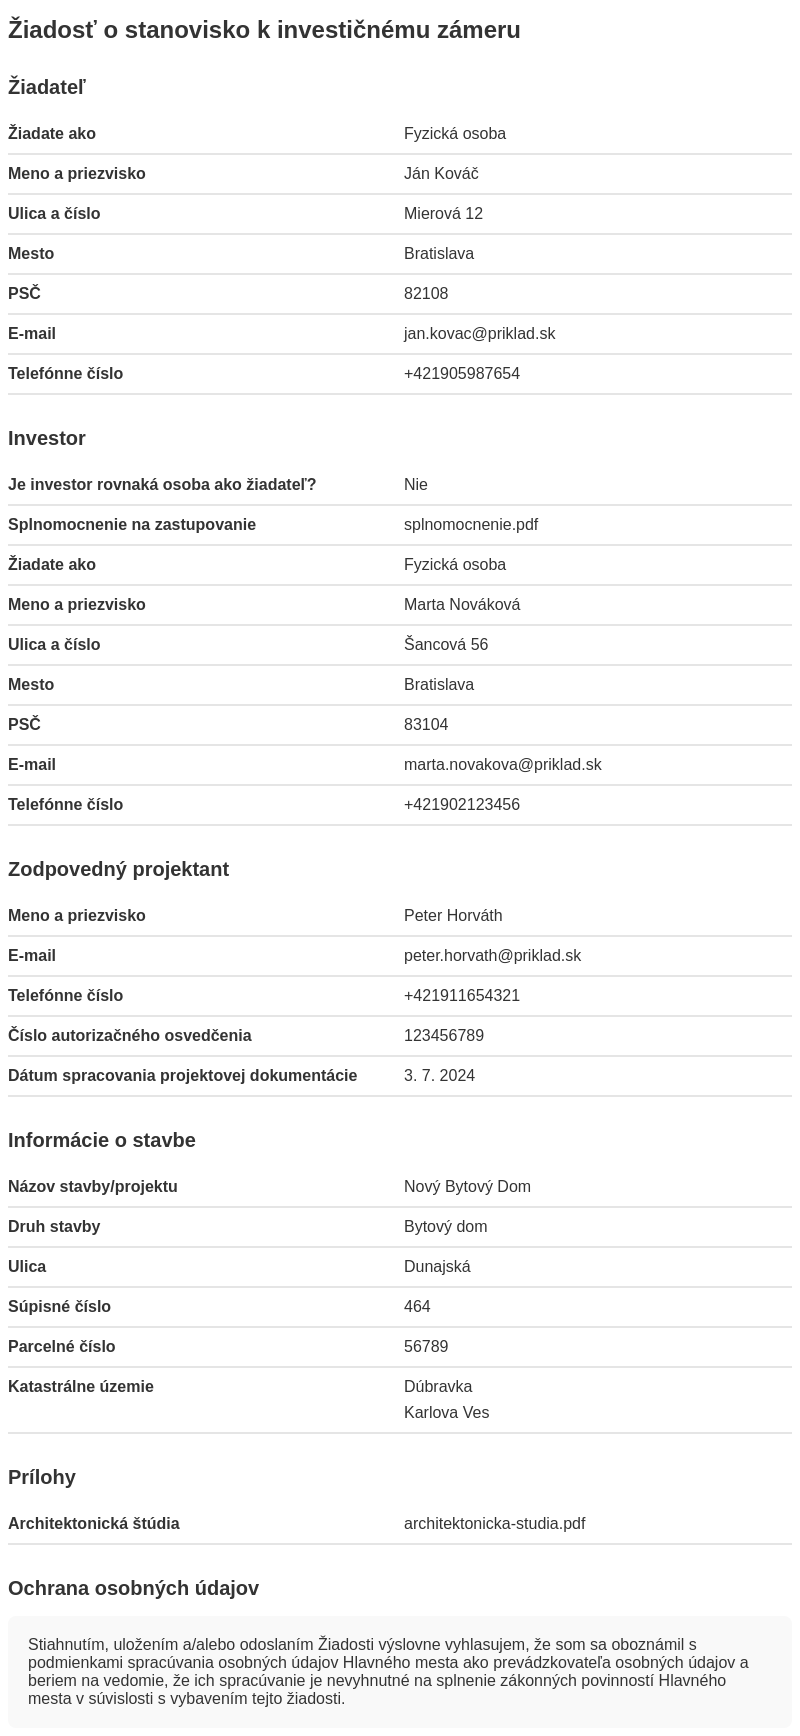 Žiadosť o stanovisko k investičnému zámeru
Žiadateľ
Žiadate ako Fyzická osoba
Meno a priezvisko Ján Kováč
Ulica a číslo Mierová 12
Mesto Bratislava
PSČ 82108
E-mail jan.kovac@priklad.sk
Telefónne číslo +421905987654
Investor
Je investor rovnaká osoba ako žiadateľ? Nie
Splnomocnenie na zastupovanie splnomocnenie.pdf
Žiadate ako Fyzická osoba
Meno a priezvisko Marta Nováková
Ulica a číslo Šancová 56
Mesto Bratislava
PSČ 83104
E-mail marta.novakova@priklad.sk
Telefónne číslo +421902123456
Zodpovedný projektant
Meno a priezvisko Peter Horváth
E-mail peter.horvath@priklad.sk
Telefónne číslo +421911654321
Číslo autorizačného osvedčenia 123456789
Dátum spracovania projektovej dokumentácie 3. 7. 2024
Informácie o stavbe
Názov stavby/projektu Nový Bytový Dom
Druh stavby Bytový dom
Ulica Dunajská
Súpisné číslo 464
Parcelné číslo 56789
Katastrálne územie Dúbravka
Karlova Ves
Prílohy
Architektonická štúdia architektonicka-studia.pdf
Ochrana osobných údajov
Stiahnutím, uložením a/alebo odoslaním Žiadosti výslovne vyhlasujem, že som sa oboznámil s
podmienkami spracúvania osobných údajov Hlavného mesta ako prevádzkovateľa osobných údajov a
beriem na vedomie, že ich spracúvanie je nevyhnutné na splnenie zákonných povinností Hlavného
mesta v súvislosti s vybavením tejto žiadosti.